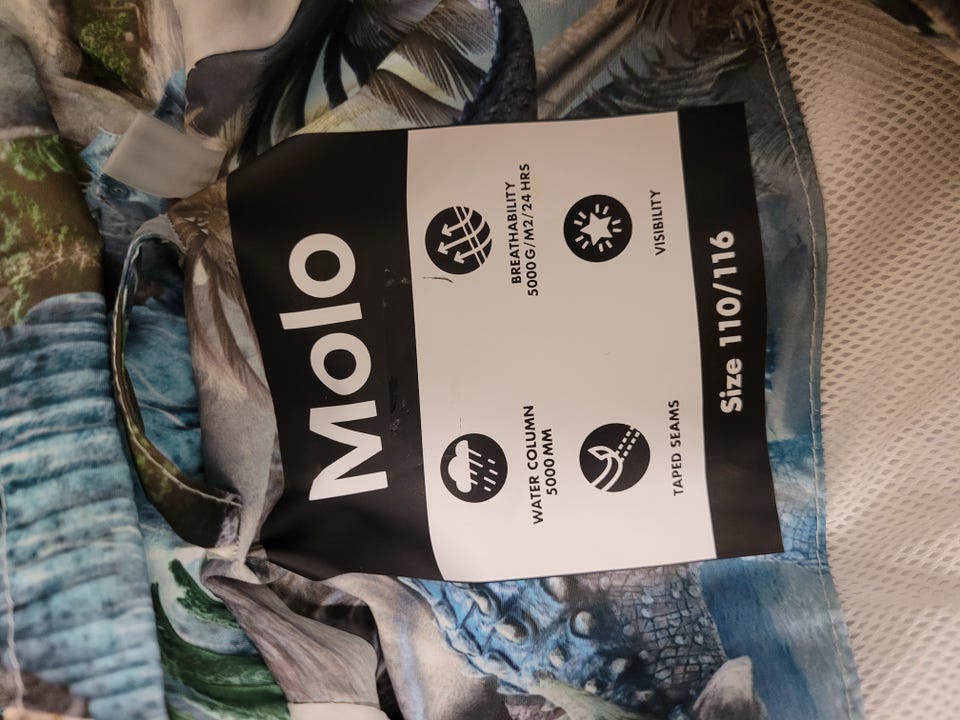 Molo
WATER COLUMN
5000 MM
BREATHABILITY
5000 G/M2/24 HRS
TAPED SEAMS
VISIBILITY
Size 110/116